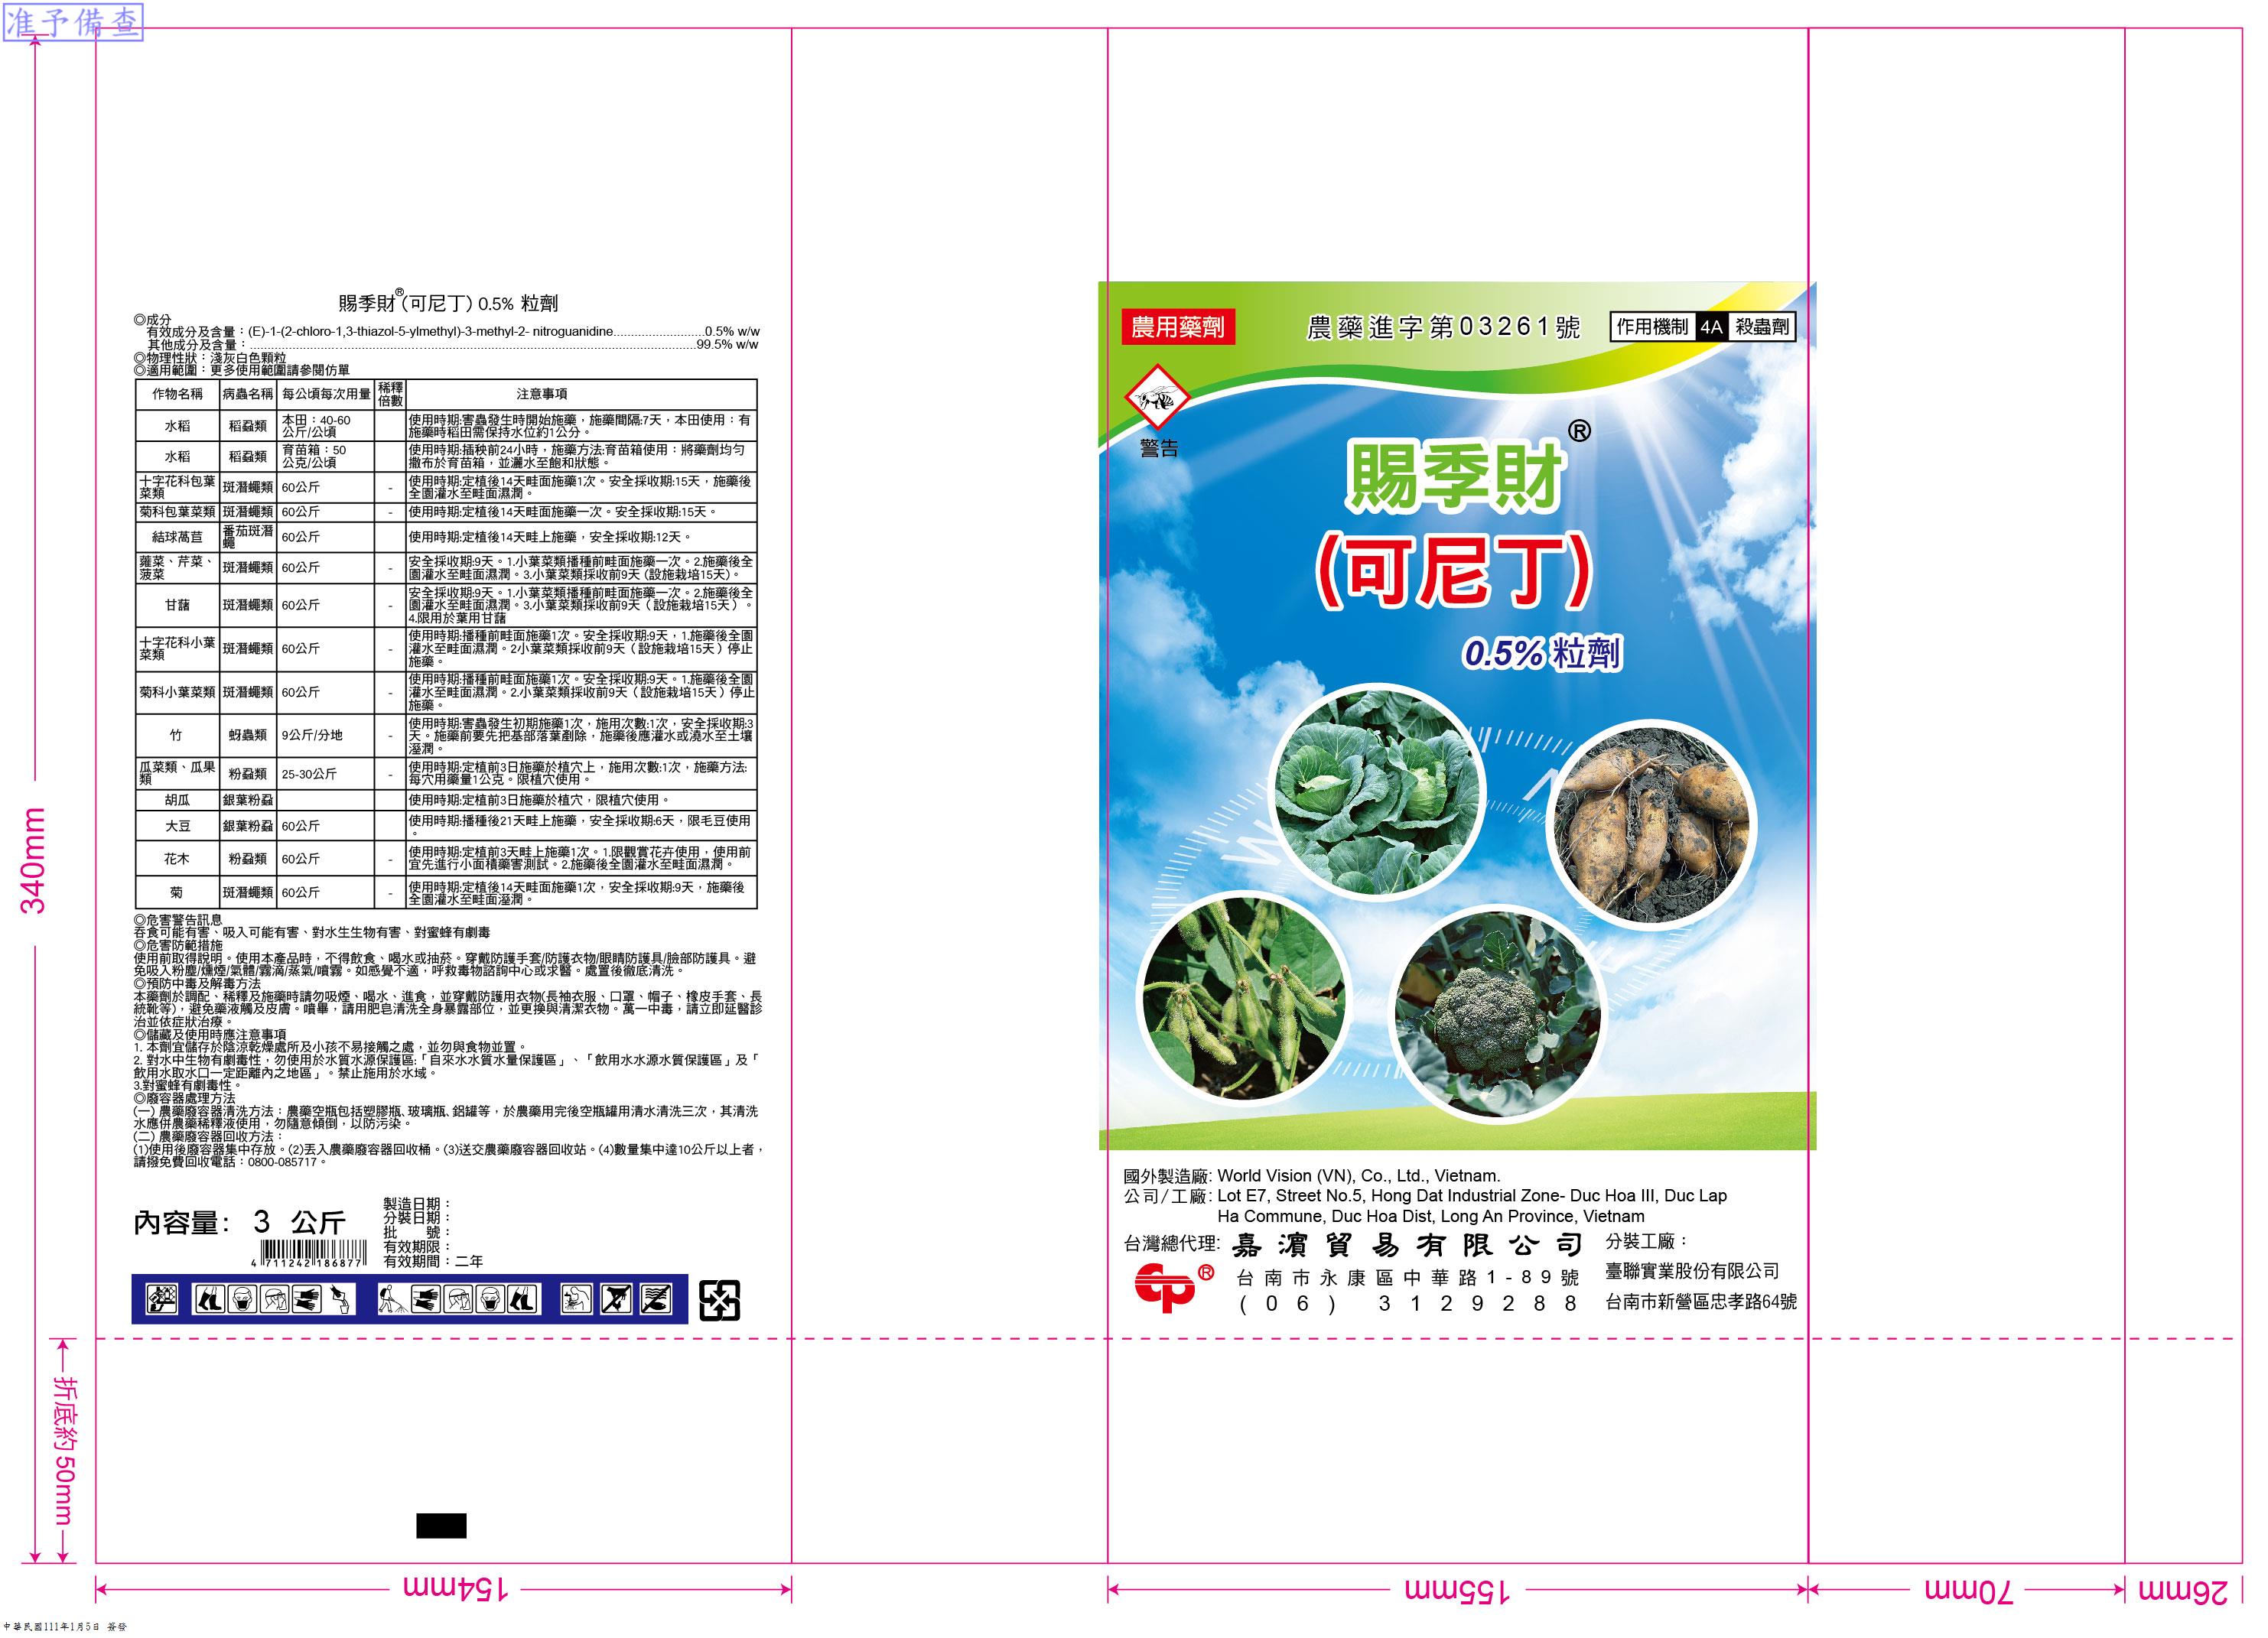 准予備查
賜季財®(可尼丁) 0.5% 粒劑
◎成分
有效成分及含量：(E)-1-(2-chloro-1,3-thiazol-5-ylmethyl)-3-methyl-2- nitroguanidine.........................0.5% w/w
其他成分及含量：..............................................................................................................99.5% w/w
◎物理性狀：淺灰白色顆粒
◎適用範圍：更多使用範圍請參閱仿單
作物名稱 病蟲名稱 每公頃每次用量 稀釋倍數 注意事項
水稻 稻蝨類 本田：40-60公斤/公頃 使用時期:害蟲發生時開始施藥，施藥間隔:7天，本田使用：有
施藥時稻田需保持水位約1公分。
水稻 稻蝨類 育苗箱：50公克/公頃 使用時期:插秧前24小時，施藥方法:育苗箱使用：將藥劑均勻
撒布於育苗箱，並灑水至飽和狀態。
十字花科包葉菜類 斑潛蠅類 60公斤 - 使用時期:定植後14天畦面施藥1次。安全採收期:15天，施藥後
全園灌水至畦面濕潤。
菊科包葉菜類 斑潛蠅類 60公斤 - 使用時期:定植後14天畦面施藥一次。安全採收期:15天。
結球萵苣 番茄斑潛蠅 60公斤 使用時期:定植後14天畦上施藥，安全採收期:12天。
蕹菜、芹菜、菠菜 斑潛蠅類 60公斤 - 安全採收期:9天。1.小葉菜類播種前畦面施藥一次。2.施藥後全
園灌水至畦面濕潤。3.小葉菜類採收前9天 (設施栽培15天)。
甘藷 斑潛蠅類 60公斤 - 安全採收期:9天。1.小葉菜類播種前畦面施藥一次。2.施藥後全
園灌水至畦面濕潤。3.小葉菜類採收前9天（設施栽培15天）。
4.限用於葉用甘藷
十字花科小葉菜類 斑潛蠅類 60公斤 - 使用時期:播種前畦面施藥1次。安全採收期:9天，1.施藥後全園
灌水至畦面濕潤。2小葉菜類採收前9天（設施栽培15天）停止
施藥。
菊科小葉菜類 斑潛蠅類 60公斤 - 使用時期:播種前畦面施藥1次。安全採收期:9天。1.施藥後全園
灌水至畦面濕潤。2.小葉菜類採收前9天（設施栽培15天）停止
施藥。
竹 蚜蟲類 9公斤/分地 - 使用時期:害蟲發生初期施藥1次，施用次數:1次，安全採收期:3
天。施藥前要先把基部落葉剷除，施藥後應灌水或澆水至土壤
溼潤。
瓜菜類、瓜果類 粉蝨類 25-30公斤 - 使用時期:定植前3日施藥於植穴上，施用次數:1次，施藥方法:
每穴用藥量1公克。限植穴使用。
胡瓜 銀葉粉蝨 使用時期:定植前3日施藥於植穴，限植穴使用。
大豆 銀葉粉蝨 60公斤 使用時期:播種後21天畦上施藥，安全採收期:6天，限毛豆使用
。
花木 粉蝨類 60公斤 - 使用時期:定植前3天畦上施藥1次。1.限觀賞花卉使用，使用前
宜先進行小面積藥害測試。2.施藥後全園灌水至畦面濕潤。
菊 斑潛蠅類 60公斤 - 使用時期:定植後14天畦面施藥1次，安全採收期:9天，施藥後
全園灌水至畦面溼潤。
◎危害警告訊息
吞食可能有害、吸入可能有害、對水生生物有害、對蜜蜂有劇毒
◎危害防範措施
使用前取得說明。使用本產品時，不得飲食、喝水或抽菸。穿戴防護手套/防護衣物/眼睛防護具/臉部防護具。避
免吸入粉塵/燻煙/氣體/霧滴/蒸氣/噴霧。如感覺不適，呼救毒物諮詢中心或求醫。處置後徹底清洗。
◎預防中毒及解毒方法
本藥劑於調配、稀釋及施藥時請勿吸煙、喝水、進食，並穿戴防護用衣物(長袖衣服、口罩、帽子、橡皮手套、長
統靴等)，避免藥液觸及皮膚。噴畢，請用肥皂清洗全身暴露部位，並更換與清潔衣物。萬一中毒，請立即延醫診
治並依症狀治療。
◎儲藏及使用時應注意事項
1. 本劑宜儲存於陰涼乾燥處所及小孩不易接觸之處，並勿與食物並置。
2. 對水中生物有劇毒性，勿使用於水質水源保護區:「自來水水質水量保護區」、「飲用水水源水質保護區」及「
飲用水取水口一定距離內之地區」。禁止施用於水域。
3.對蜜蜂有劇毒性。
◎廢容器處理方法
(一) 農藥廢容器清洗方法：農藥空瓶包括塑膠瓶、玻璃瓶、鋁罐等，於農藥用完後空瓶罐用清水清洗三次，其清洗
水應併農藥稀釋液使用，勿隨意傾倒，以防污染。
(二) 農藥廢容器回收方法：
(1)使用後廢容器集中存放。(2)丟入農藥廢容器回收桶。(3)送交農藥廢容器回收站。(4)數量集中達10公斤以上者，
請撥免費回收電話：0800-085717。
內容量： 3 公斤
製造日期：
分裝日期：
批　號：
有效期限：
有效期間：二年
4 711242 186877
農用藥劑
農藥進字第03261號
作用機制 4A 殺蟲劑
警告
賜季財®
(可尼丁)
0.5% 粒劑
N
W
國外製造廠: World Vision (VN), Co., Ltd., Vietnam.
公司/工廠: Lot E7, Street No.5, Hong Dat Industrial Zone- Duc Hoa III, Duc Lap
Ha Commune, Duc Hoa Dist, Long An Province, Vietnam
台灣總代理: 嘉濱貿易有限公司
台南市永康區中華路1-89號
(06) 3129288
CP®
分裝工廠：
臺聯實業股份有限公司
台南市新營區忠孝路64號
340mm
折底約50mm
154mm
155mm
70mm
26mm
中華民國111年1月5日 簽發